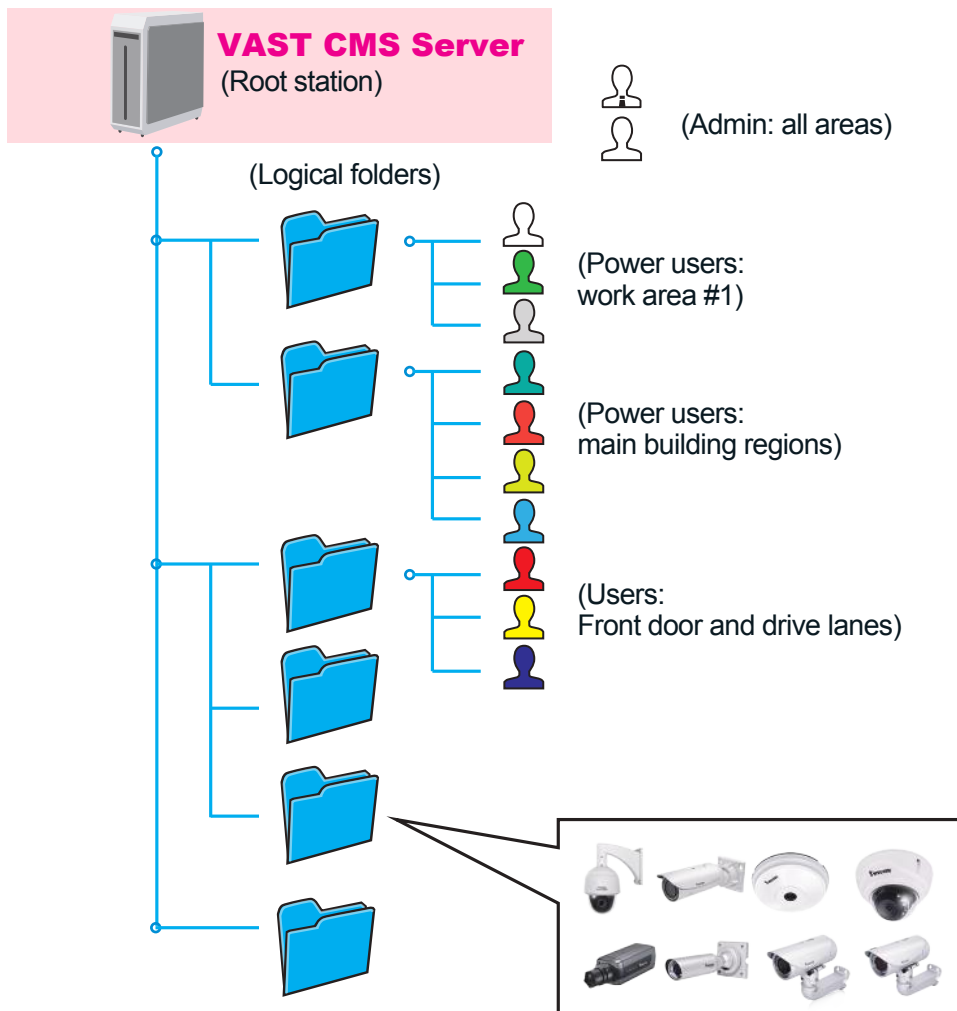 VAST CMS Server
(Root station)
(Admin: all areas)
(Logical folders)
(Power users:
work area #1)
(Power users:
main building regions)
(Users:
Front door and drive lanes)